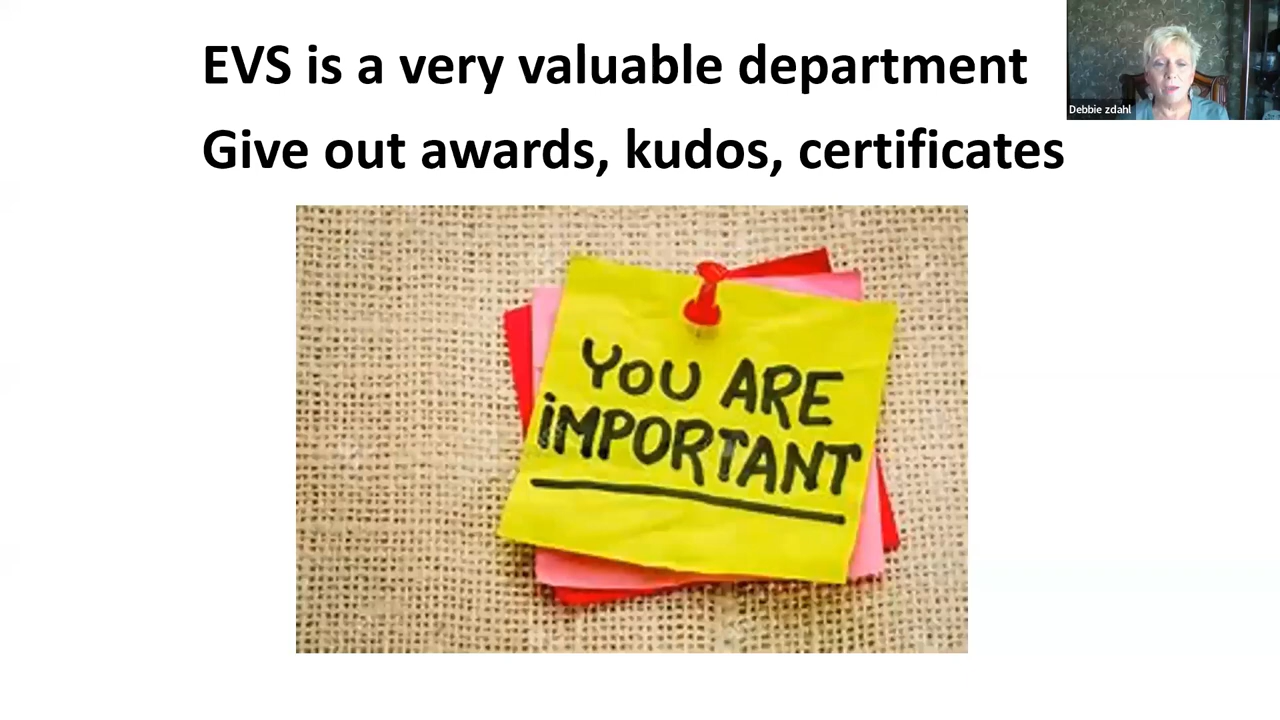 EVS is a very valuable department
Debbie zdahl
Give out awards, kudos, certificates
YOU ARE
iMPORTANT